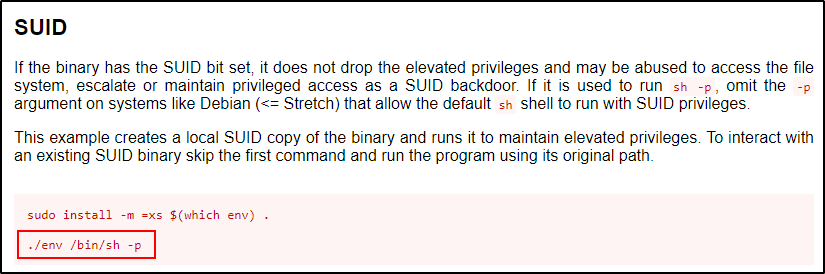 SUID
If the binary has the SUID bit set, it does not drop the elevated privileges and may be abused to access the file
system, escalate or maintain privileged access as a SUID backdoor. If it is used to run sh -p, omit the -p
argument on systems like Debian (<= Stretch) that allow the default sh shell to run with SUID privileges.
This example creates a local SUID copy of the binary and runs it to maintain elevated privileges. To interact with
an existing SUID binary skip the first command and run the program using its original path.
sudo install -m =xs $(which env) .
./env /bin/sh -p